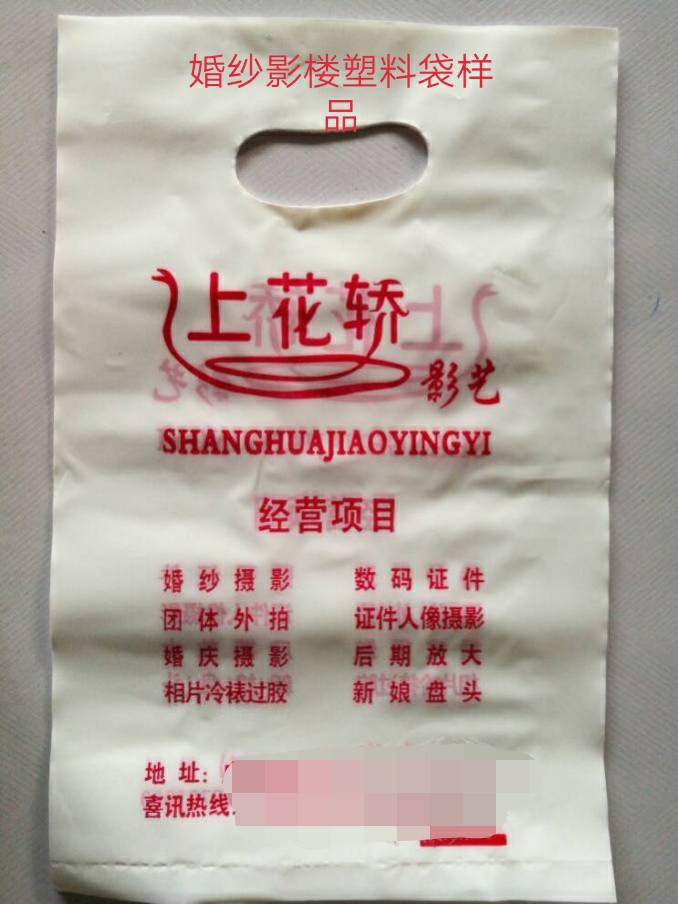 婚纱影楼塑料袋样
品
上花轿
影艺
SHANGHUAJIAOYINGYI
经营项目
婚纱摄影 数码证件
团体外拍 证件人像摄影
婚庆摄影 后期放大
相片冷裱过胶 新娘盘头
地址：
喜讯热线：